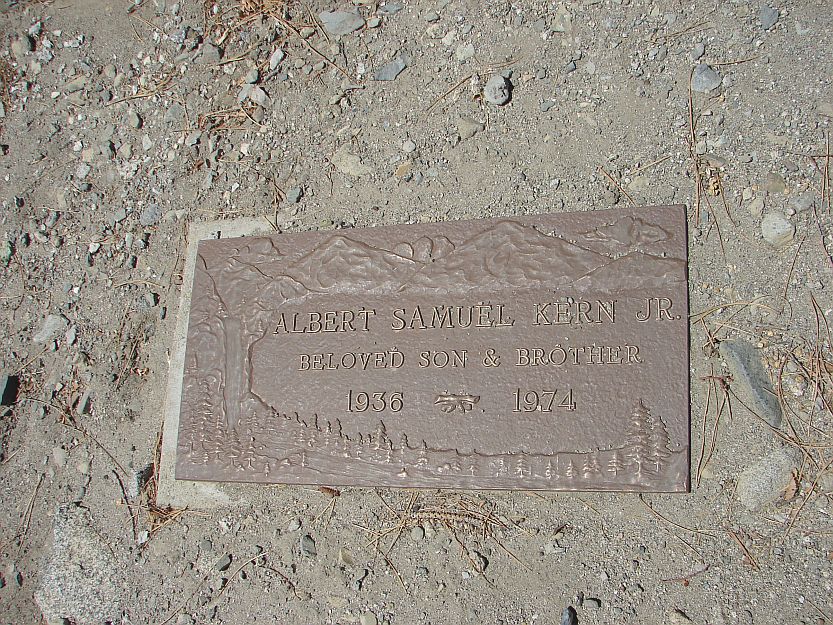 ALBERT SAMUEL KERN JR.
BELOVED SON & BROTHER
1936 1974